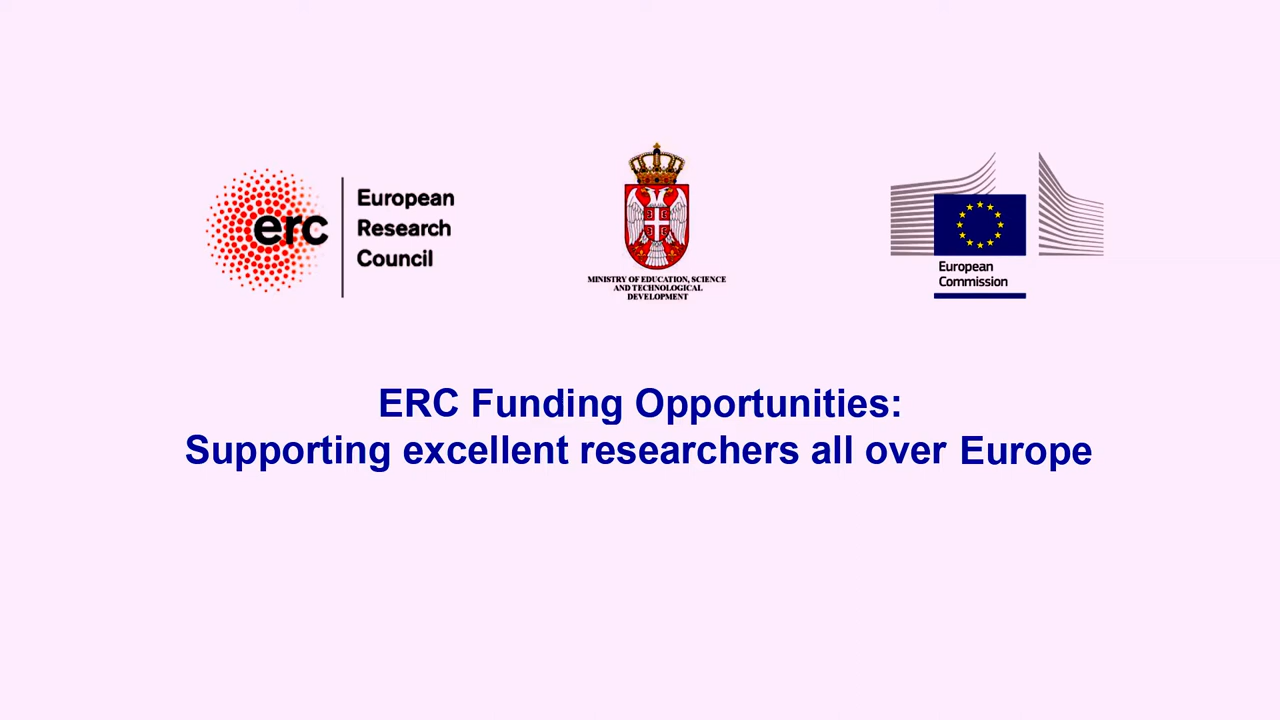 erc
European
Research
Council
MINISTRY OF EDUCATION, SCIENCE
AND TECHNOLOGICAL
DEVELOPMENT
European
Commission
ERC Funding Opportunities:
Supporting excellent researchers all over Europe